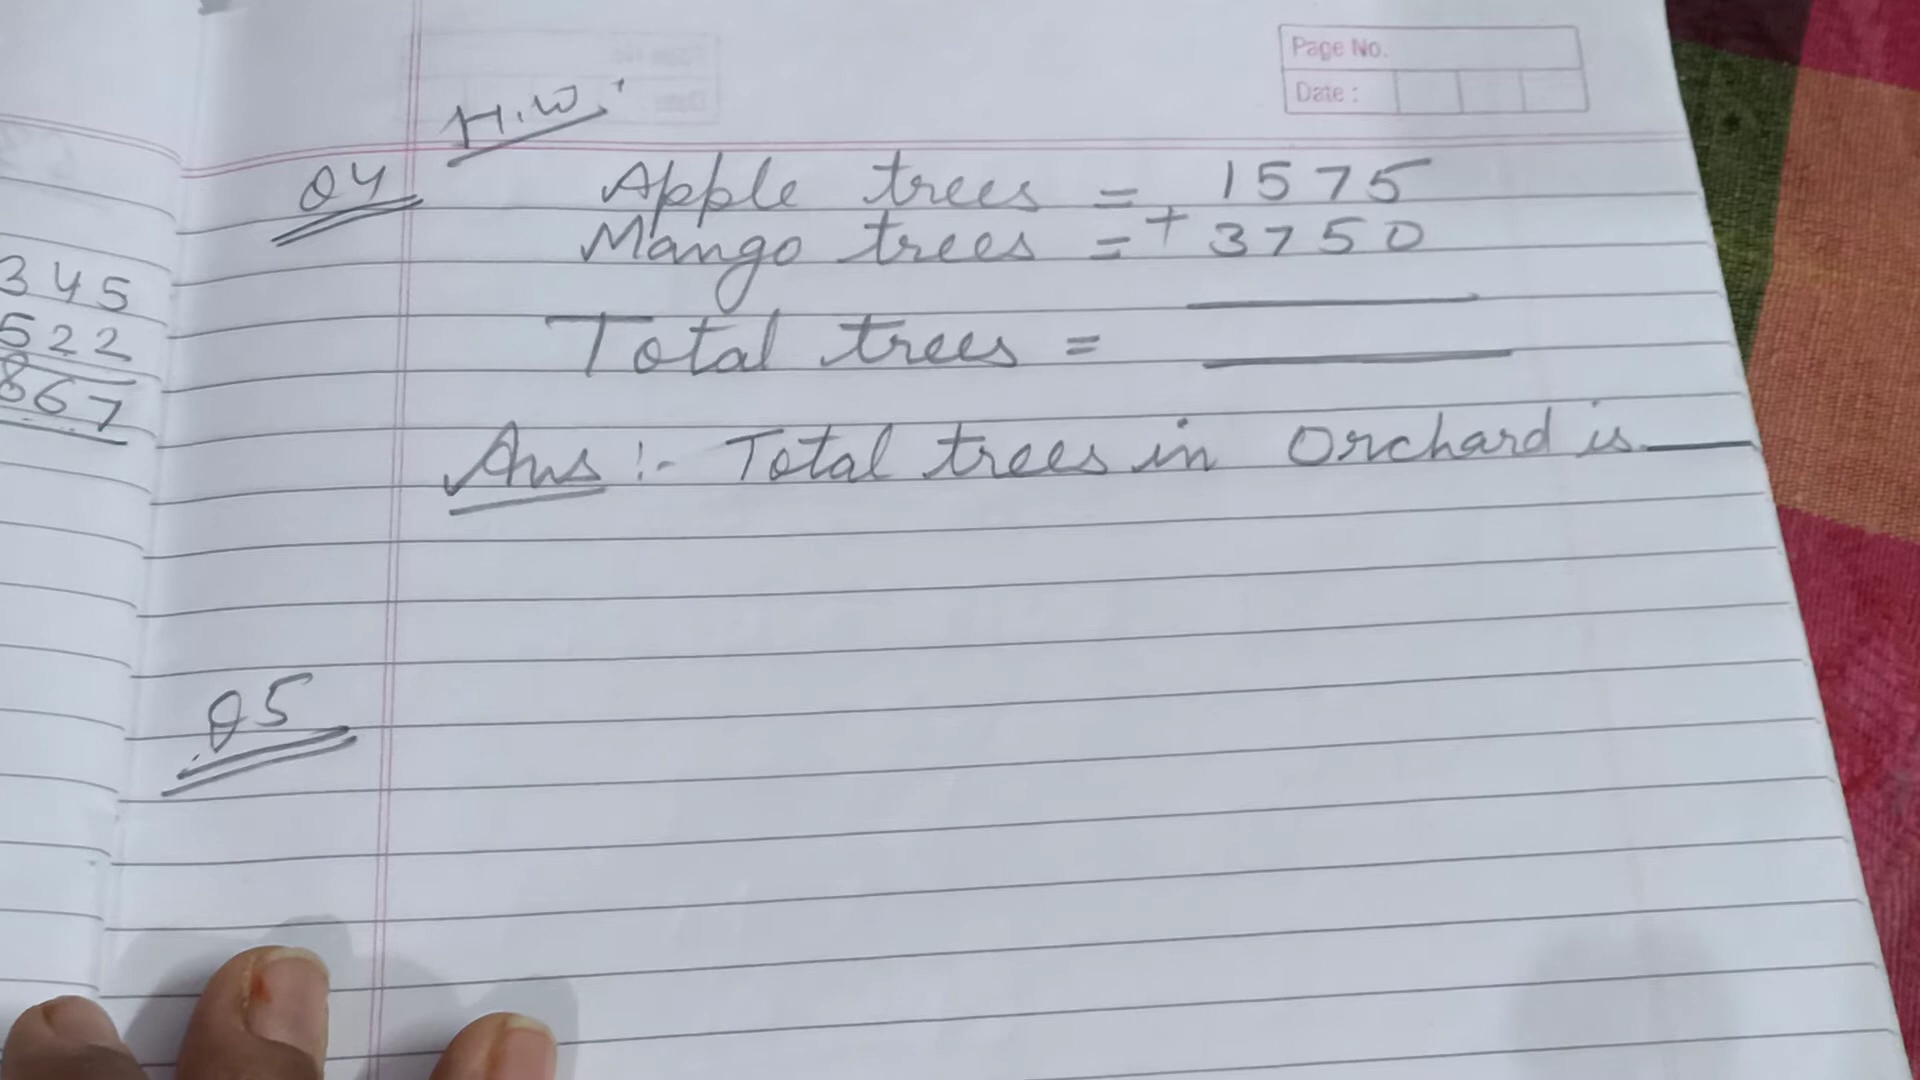 345
522
867
Page No.
Date :
H.W.
Q4
Apple trees = 1575
Mango trees = + 3750
Total trees =
Ans :- Total trees in Orchard is
Q5